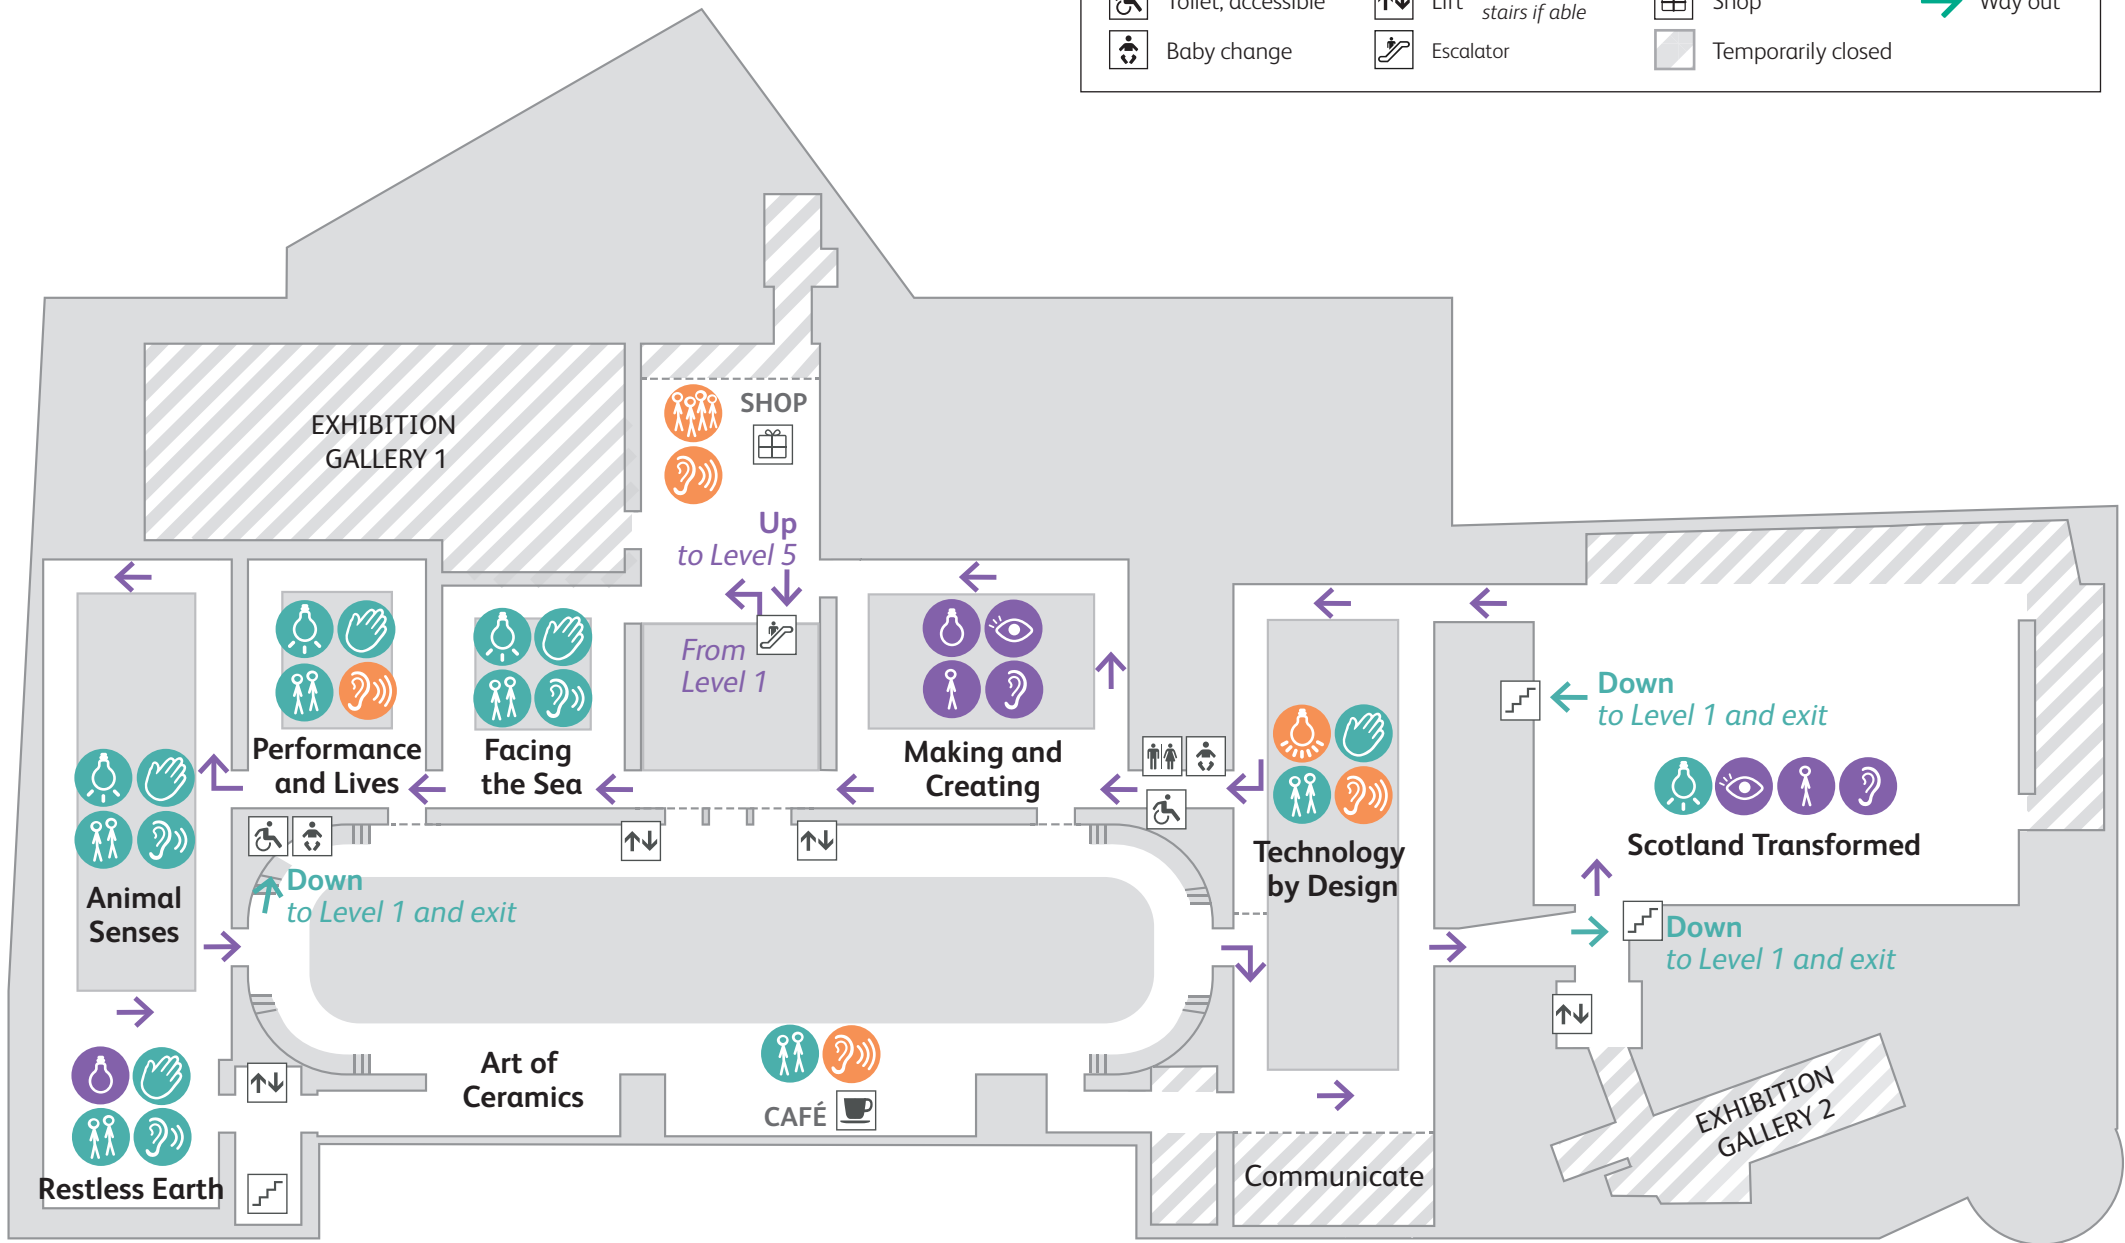 Toilet, accessible
Lift
stairs if able
Shop
Way out
Baby change
Escalator
Temporarily closed
EXHIBITION
GALLERY 1
SHOP
Up
to Level 5
From
Level 1
Performance
and Lives
Facing
the Sea
Making and
Creating
Down
to Level 1 and exit
Scotland Transformed
Technology
by Design
Animal
Senses
Down
to Level 1 and exit
Down
to Level 1 and exit
Art of
Ceramics
CAFÉ
Restless Earth
Communicate
EXHIBITION
GALLERY 2